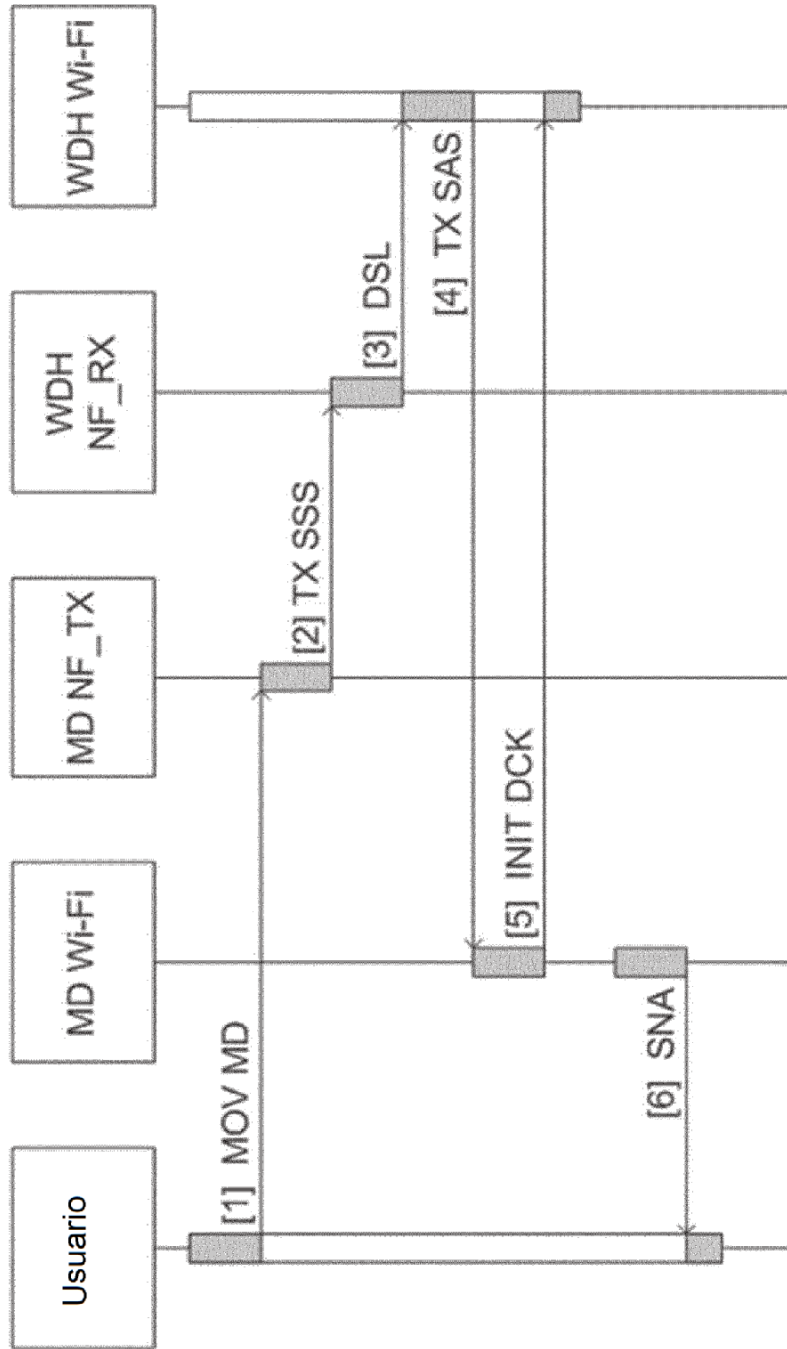 Usuario
MD Wi-Fi
MD NF_TX
WDH
NF_RX
WDH Wi-Fi
[1] MOV MD
[2] TX SSS
[3] DSL
[4] TX SAS
[5] INIT DCK
[6] SNA